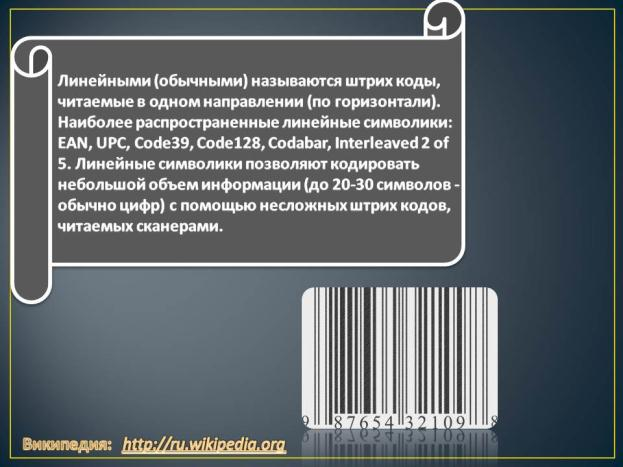 Линейными (обычными) называются штрих коды,
читаемые в одном направлении (по горизонтали).
Наиболее распространенные линейные символики:
EAN, UPC, Code39, Code128, Codabar, Interleaved 2 of
5. Линейные символики позволяют кодировать
небольшой объем информации (до 20-30 символов -
обычно цифр) с помощью несложных штрих кодов,
читаемых сканерами.
9 87654 32109 8
Википедия: http://ru.wikipedia.org